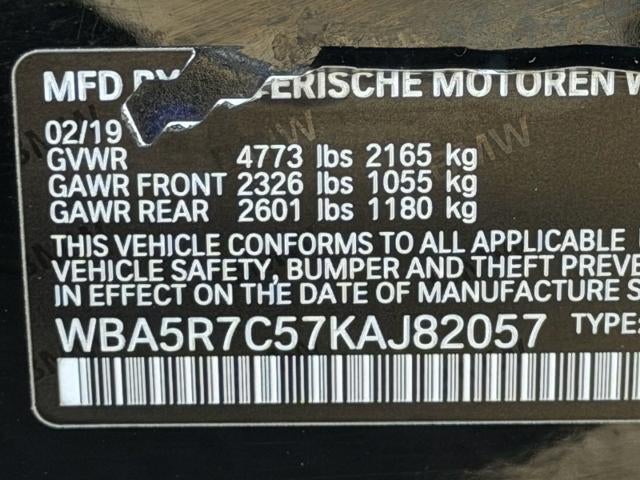 MFD BY ERISCHE MOTOREN W
02/19
GVWR 4773 lbs 2165 kg
GAWR FRONT 2326 lbs 1055 kg
GAWR REAR 2601 lbs 1180 kg
THIS VEHICLE CONFORMS TO ALL APPLICABLE
VEHICLE SAFETY, BUMPER AND THEFT PREVE
IN EFFECT ON THE DATE OF MANUFACTURE S
WBA5R7C57KAJ82057 TYPE: